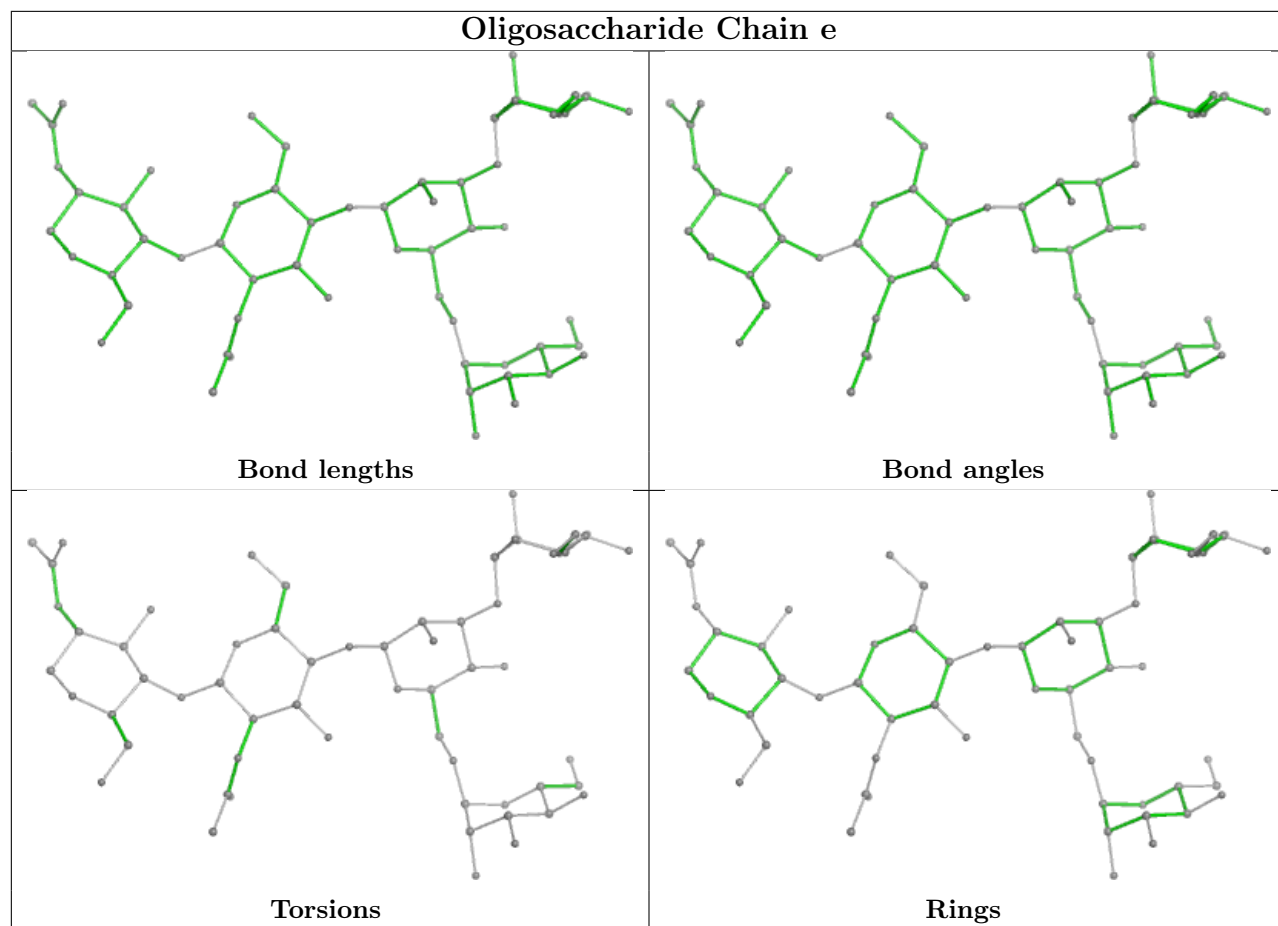 Oligosaccharide Chain e
Bond lengths
Bond angles
Torsions
Rings